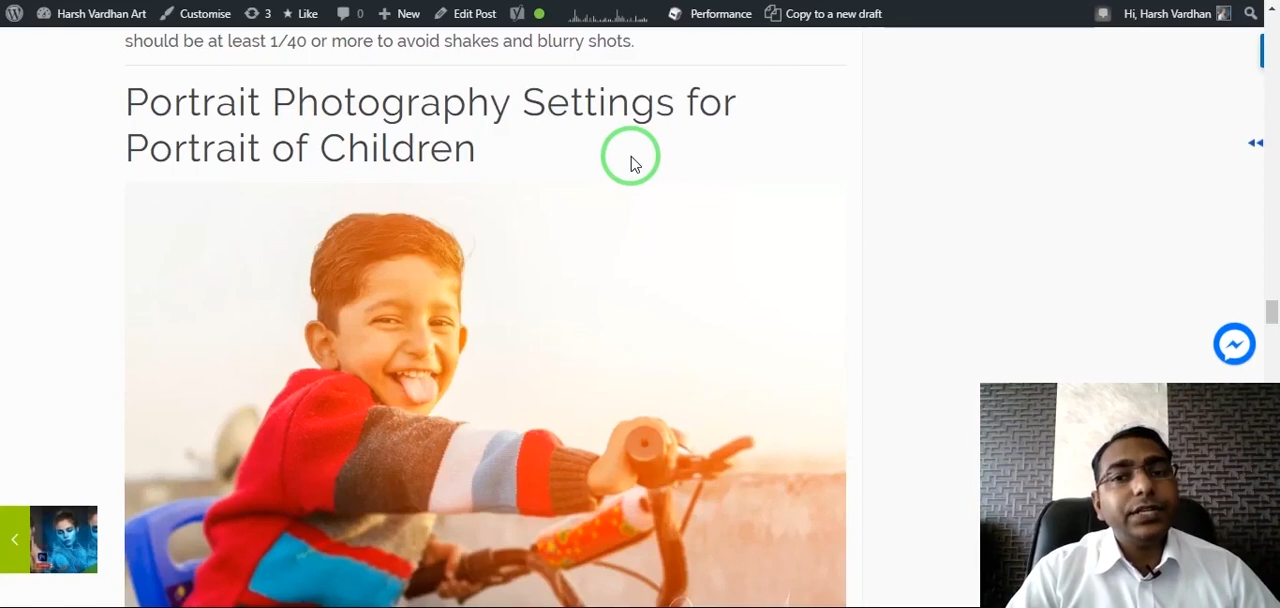 Harsh Vardhan Art Customise 3 Like 0 New Edit Post Performance Copy to a new draft Hi, Harsh Vardhan
should be at least 1/40 or more to avoid shakes and blurry shots.
Portrait Photography Settings for
Portrait of Children